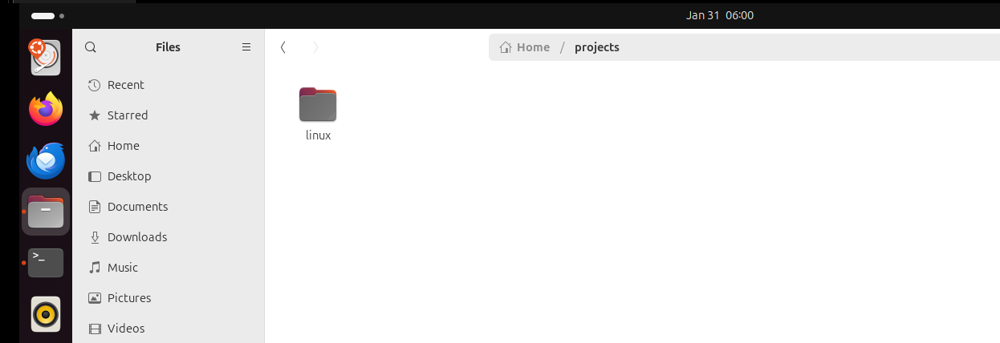 Jan 31 06:00
Files
Home / projects
Recent
Starred
Home
Desktop
Documents
Downloads
Music
Pictures
Videos
linux
>_